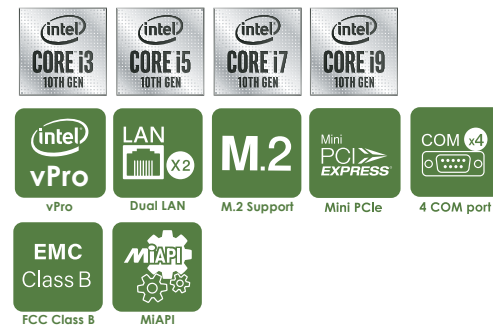 intel
CORE i3
10TH GEN
intel
CORE i5
10TH GEN
intel
CORE i7
10TH GEN
intel
CORE i9
10TH GEN
intel
vPro
vPro
LAN
X2
Dual LAN
M.2
M.2 Support
Mini
PCI
EXPRESS
Mini PCIe
COM x4
4 COM port
EMC
Class B
FCC Class B
MiAPI
MiAPI